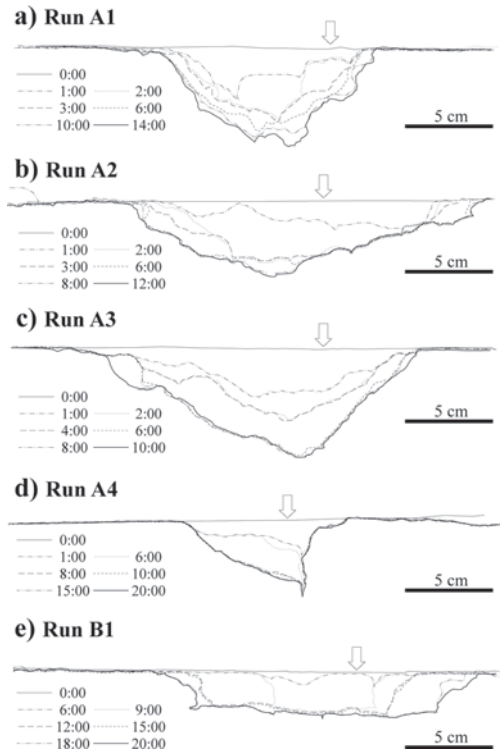 a) Run A1
0:00
1:00 2:00
3:00 6:00
10:00 14:00
5 cm
b) Run A2
0:00
1:00 2:00
3:00 6:00
8:00 12:00
5 cm
c) Run A3
0:00
1:00 2:00
4:00 6:00
8:00 10:00
5 cm
d) Run A4
0:00
1:00 6:00
8:00 10:00
15:00 20:00
5 cm
e) Run B1
0:00
6:00 9:00
12:00 15:00
18:00 20:00
5 cm